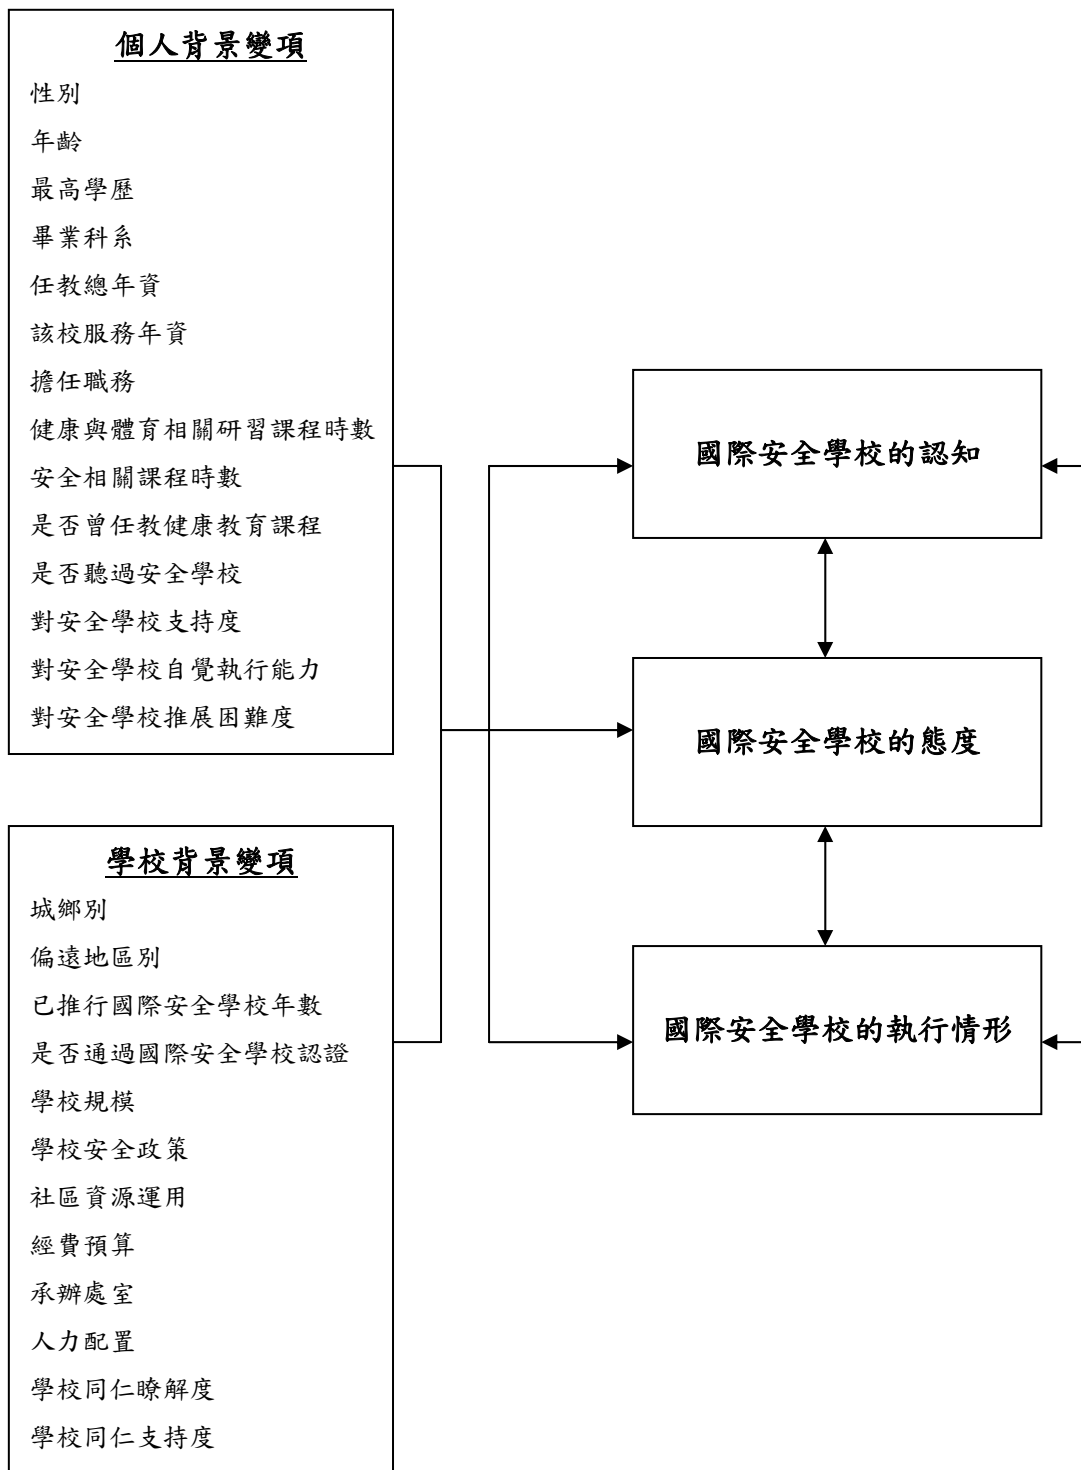 個人背景變項
性別
年齡
最高學歷
畢業科系
任教總年資
該校服務年資
擔任職務
健康與體育相關研習課程時數
安全相關課程時數
是否曾任教健康教育課程
是否聽過安全學校
對安全學校支持度
對安全學校自覺執行能力
對安全學校推展困難度
學校背景變項
城鄉別
偏遠地區別
已推行國際安全學校年數
是否通過國際安全學校認證
學校規模
學校安全政策
社區資源運用
經費預算
承辦處室
人力配置
學校同仁瞭解度
學校同仁支持度
國際安全學校的認知
國際安全學校的態度
國際安全學校的執行情形